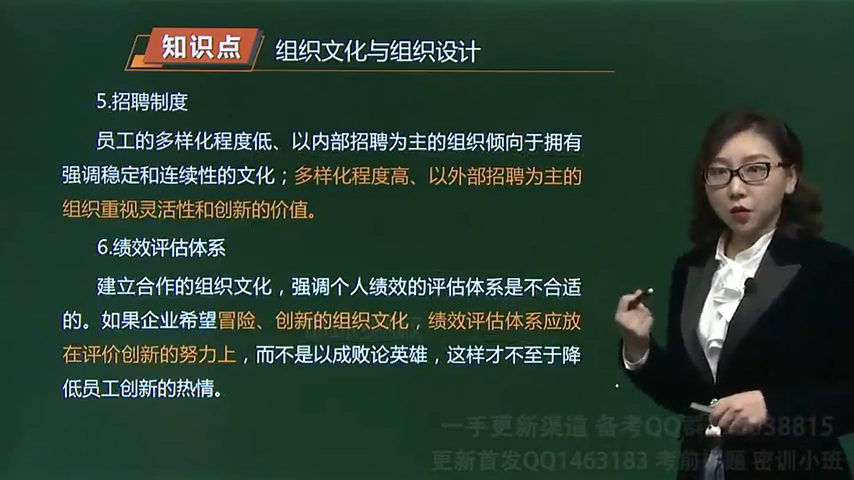 知识点 组织文化与组织设计
5.招聘制度
员工的多样化程度低、以内部招聘为主的组织倾向于拥有
强调稳定和连续性的文化；多样化程度高、以外部招聘为主的
组织重视灵活性和创新的价值。
6.绩效评估体系
建立合作的组织文化，强调个人绩效的评估体系是不合适
的。如果企业希望冒险、创新的组织文化，绩效评估体系应放
在评价创新的努力上，而不是以成败论英雄，这样才不至于降
低员工创新的热情。
一手更新渠道 备考QQ群 38815
更新首发QQ1463183 考前 题 密训小班